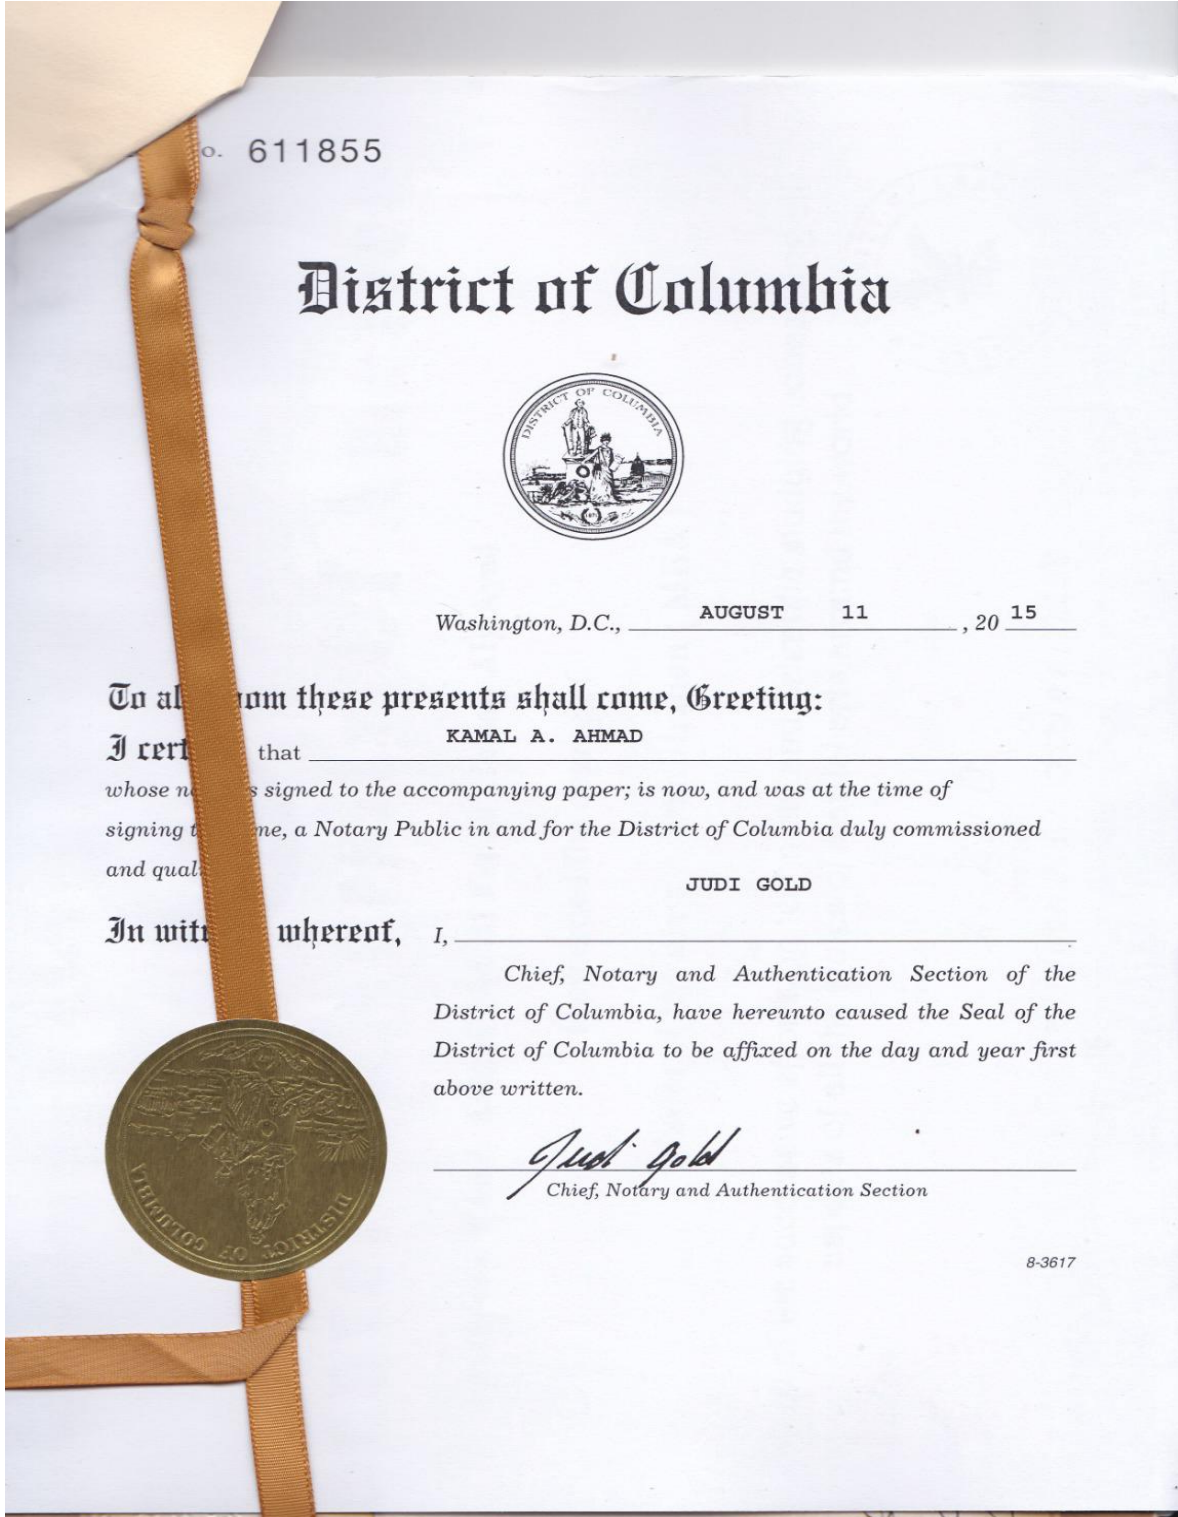 o. 611855
District of Columbia
DISTRICT OF COLUMBIA
1871
Washington, D.C., AUGUST 11, 20 15
To al om these presents shall come, Greeting:
I cert that KAMAL A. AHMAD
whose n s signed to the accompanying paper; is now, and was at the time of
signing t me, a Notary Public in and for the District of Columbia duly commissioned
and qual
JUDI GOLD
In wit whereof, I,
Chief, Notary and Authentication Section of the
District of Columbia, have hereunto caused the Seal of the
District of Columbia to be affixed on the day and year first
above written.
Judi Gold
Chief, Notary and Authentication Section
DISTRICT OF COLUMBIA
8-3617